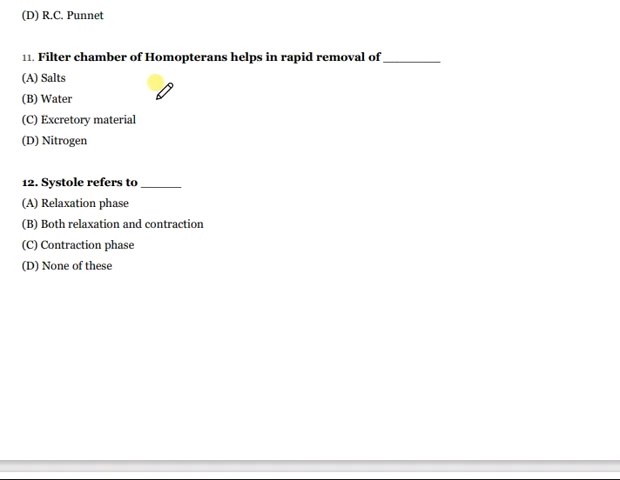 (D) R.C. Punnet
11. Filter chamber of Homopterans helps in rapid removal of ________
(A) Salts
(B) Water
(C) Excretory material
(D) Nitrogen
12. Systole refers to ______
(A) Relaxation phase
(B) Both relaxation and contraction
(C) Contraction phase
(D) None of these